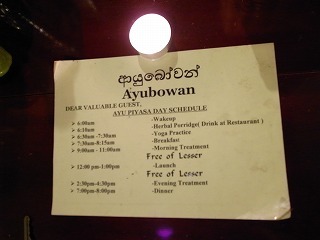 ආයුබෝවන්
Ayubowan
DEAR VALUABLE GUEST,
AYU PIYASA DAY SCHEDULE
➢ 6:00am -Wakeup
➢ 6:10am -Herbal Porridge( Drink at Restaurant )
➢ 6:30am -7:30am -Yoga Practice
➢ 7:30am-8:15am -Breakfast
➢ 9:00am - 11:00am -Morning Treatment
Free of Lesser
➢ 12:00 pm-1:00pm -Launch
Free of Lesser
➢ 2:30pm-4:30pm -Evening Treatment
➢ 7:00pm-8:00pm -Dinner